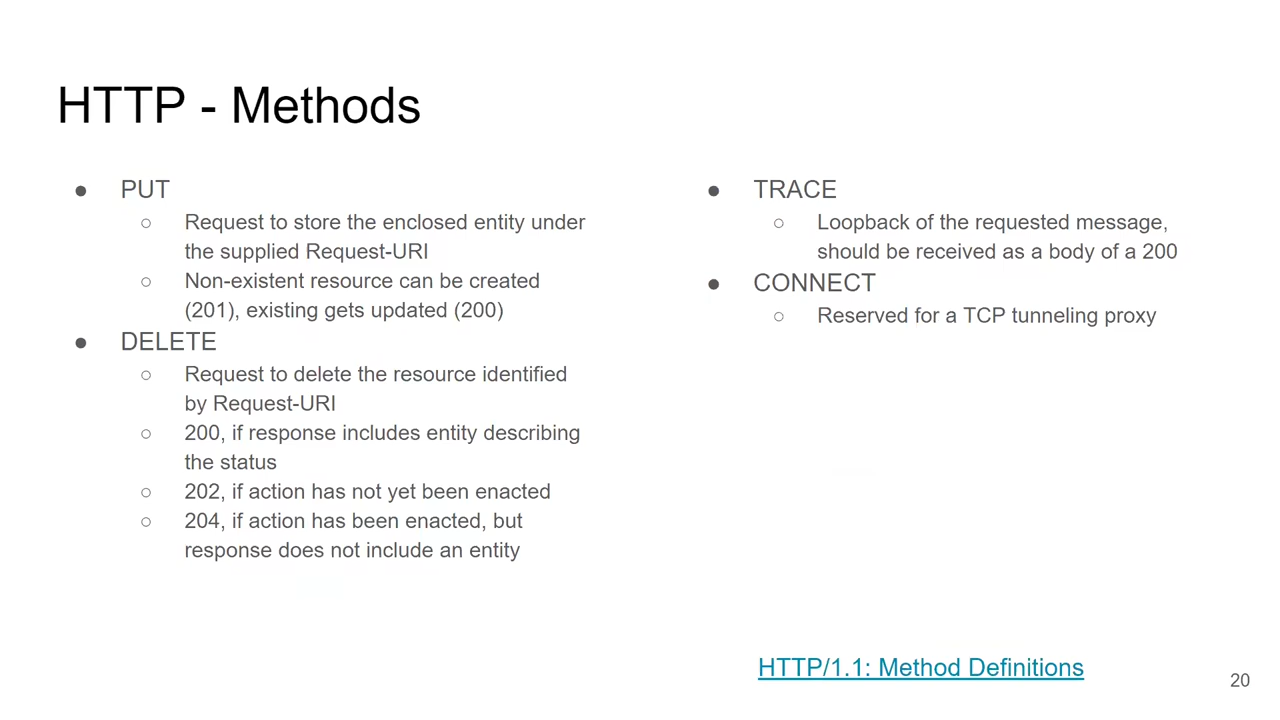 HTTP - Methods
● PUT
○ Request to store the enclosed entity under
the supplied Request-URI
○ Non-existent resource can be created
(201), existing gets updated (200)
● DELETE
○ Request to delete the resource identified
by Request-URI
○ 200, if response includes entity describing
the status
○ 202, if action has not yet been enacted
○ 204, if action has been enacted, but
response does not include an entity
● TRACE
○ Loopback of the requested message,
should be received as a body of a 200
● CONNECT
○ Reserved for a TCP tunneling proxy
HTTP/1.1: Method Definitions
20